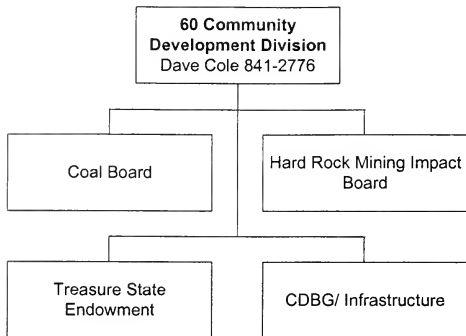 60 Community
Development Division
Dave Cole 841-2776
Coal Board
Hard Rock Mining Impact
Board
Treasure State
Endowment
CDBG/ Infrastructure